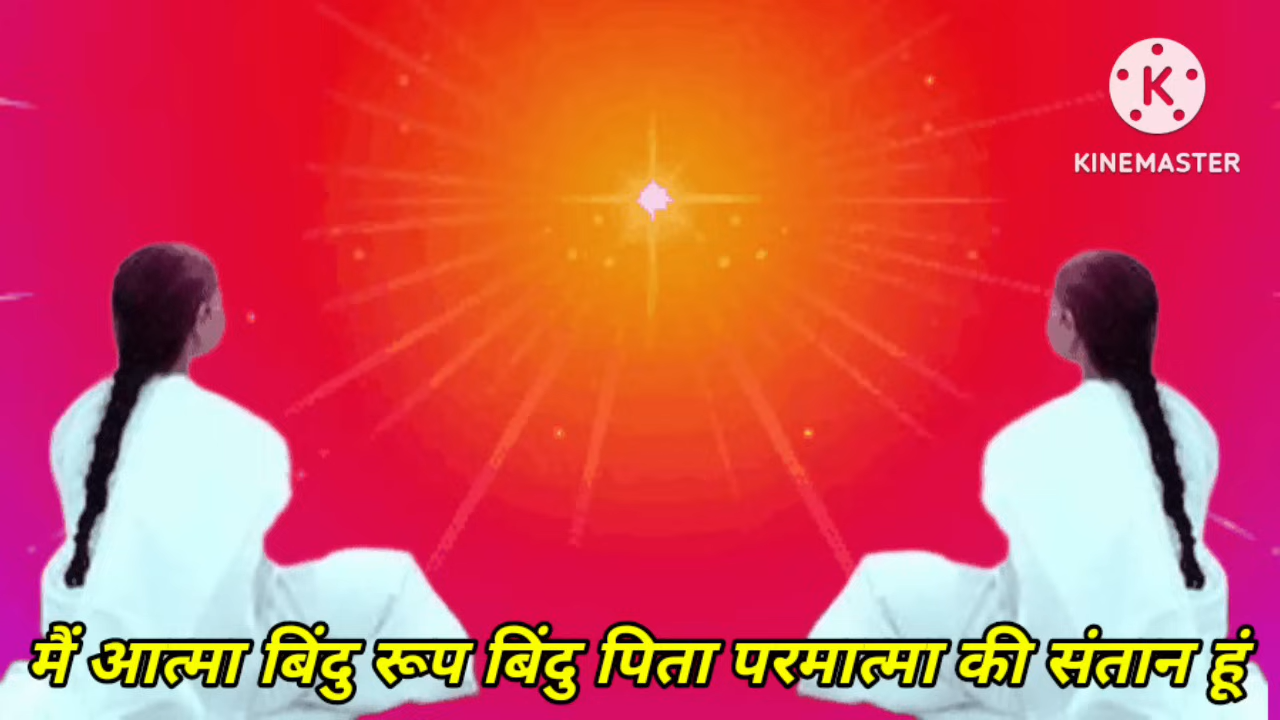 K
KINEMASTER
मैं आत्मा बिंदु रूप बिंदु पिता परमात्मा की संतान हूं